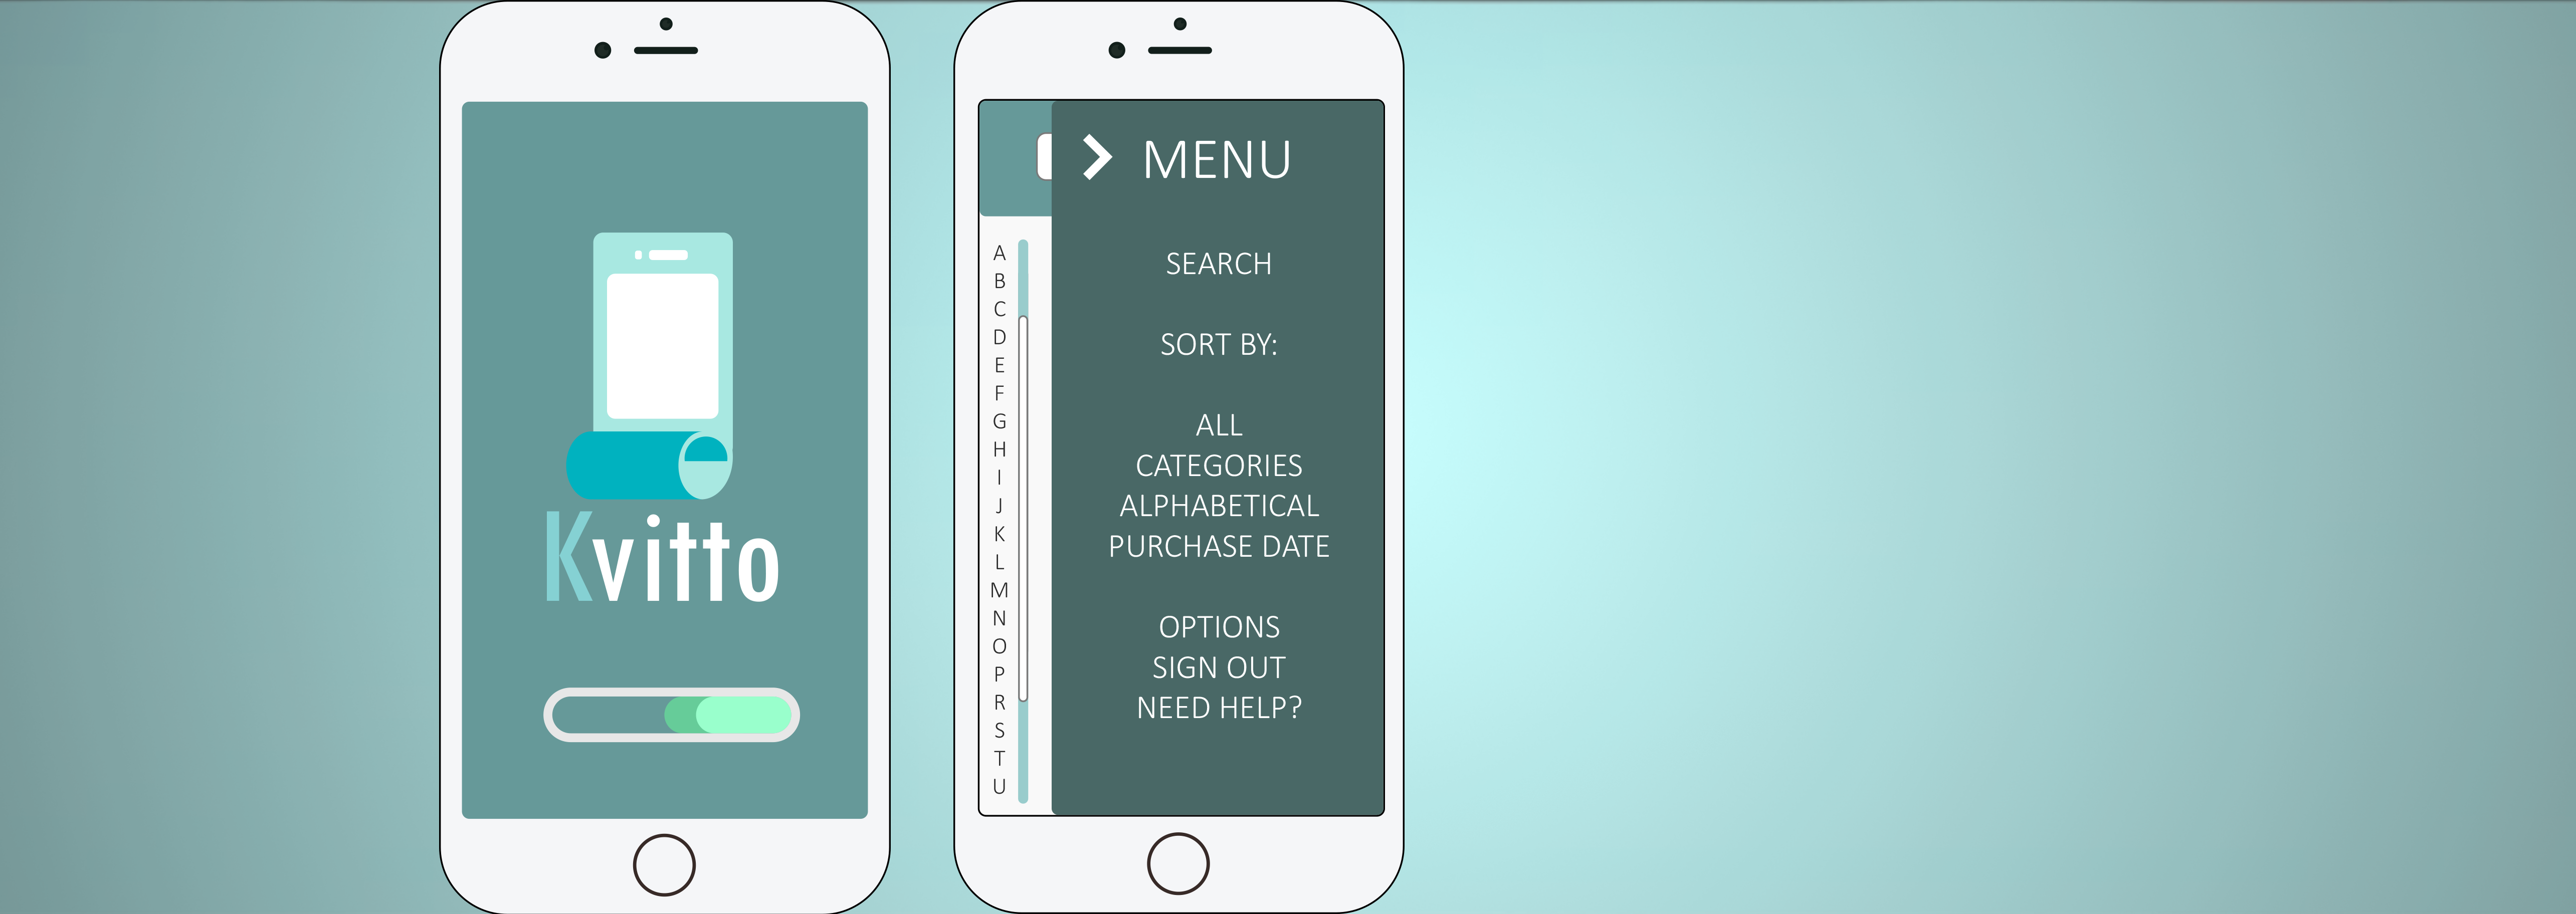 Kvitto
MENU
SEARCH
SORT BY:
ALL
CATEGORIES
ALPHABETICAL
PURCHASE DATE
OPTIONS
SIGN OUT
NEED HELP?
A
B
C
D
E
F
G
H
I
J
K
L
M
N
O
P
R
S
T
U